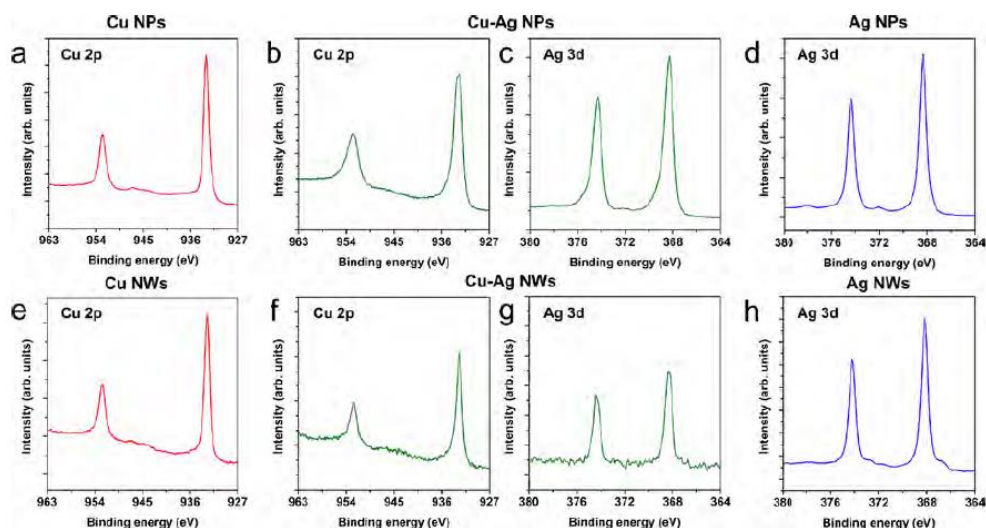 Cu NPs
Cu-Ag NPs
Ag NPs
a
Cu 2p
Intensity (arb. units)
963 954 945 936 927
Binding energy (eV)
b
Cu 2p
Intensity (arb. units)
963 954 945 936 927
Binding energy (eV)
c
Ag 3d
Intensity (arb. units)
380 376 372 368 364
Binding energy (eV)
d
Ag 3d
Intensity (arb. units)
380 376 372 368 364
Binding energy (eV)
Cu NWs
Cu-Ag NWs
Ag NWs
e
Cu 2p
Intensity (arb. units)
963 954 945 936 927
Binding energy (eV)
f
Cu 2p
Intensity (arb. units)
963 954 945 936 927
Binding energy (eV)
g
Ag 3d
Intensity (arb. units)
380 376 372 368 364
Binding energy (eV)
h
Ag 3d
Intensity (arb. units)
380 376 372 368 364
Binding energy (eV)